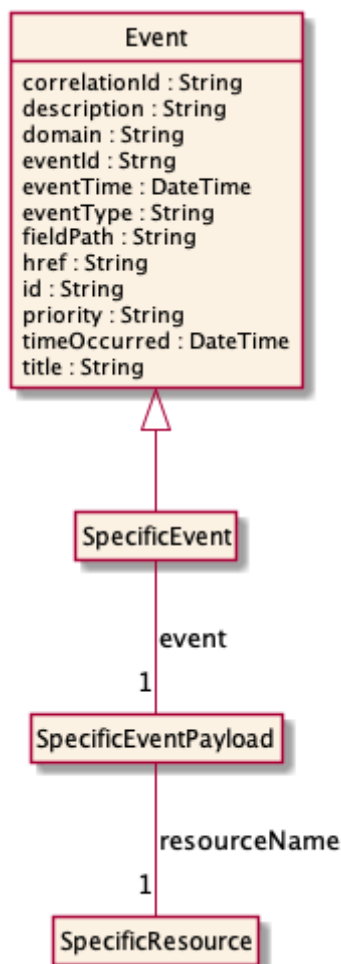 Event
correlationId : String
description : String
domain : String
eventId : Strng
eventTime : DateTime
eventType : String
fieldPath : String
href : String
id : String
priority : String
timeOccurred : DateTime
title : String
SpecificEvent
event
1
SpecificEventPayload
resourceName
1
SpecificResource